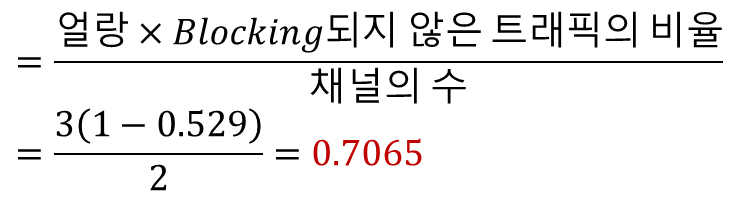 = 얼랑 × Blocking되지 않은 트래픽의 비율
채널의 수
= 3(1 − 0.529)
2
= 0.7065